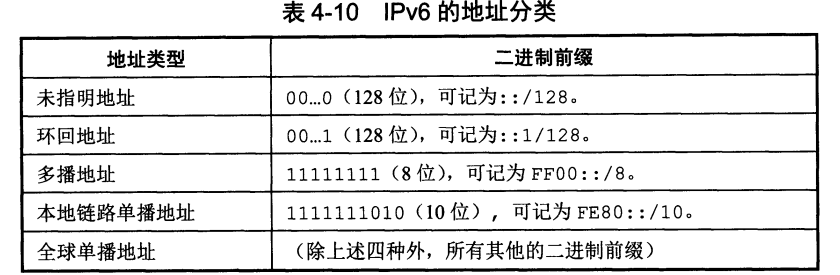 表 4-10 IPv6 的地址分类
地址类型 二进制前缀
未指明地址 00…0（128 位），可记为::/128。
环回地址 00…1（128 位），可记为::1/128。
多播地址 11111111（8 位），可记为 FF00::/8。
本地链路单播地址 1111111010（10 位），可记为 FE80::/10。
全球单播地址 （除上述四种外，所有其他的二进制前缀）